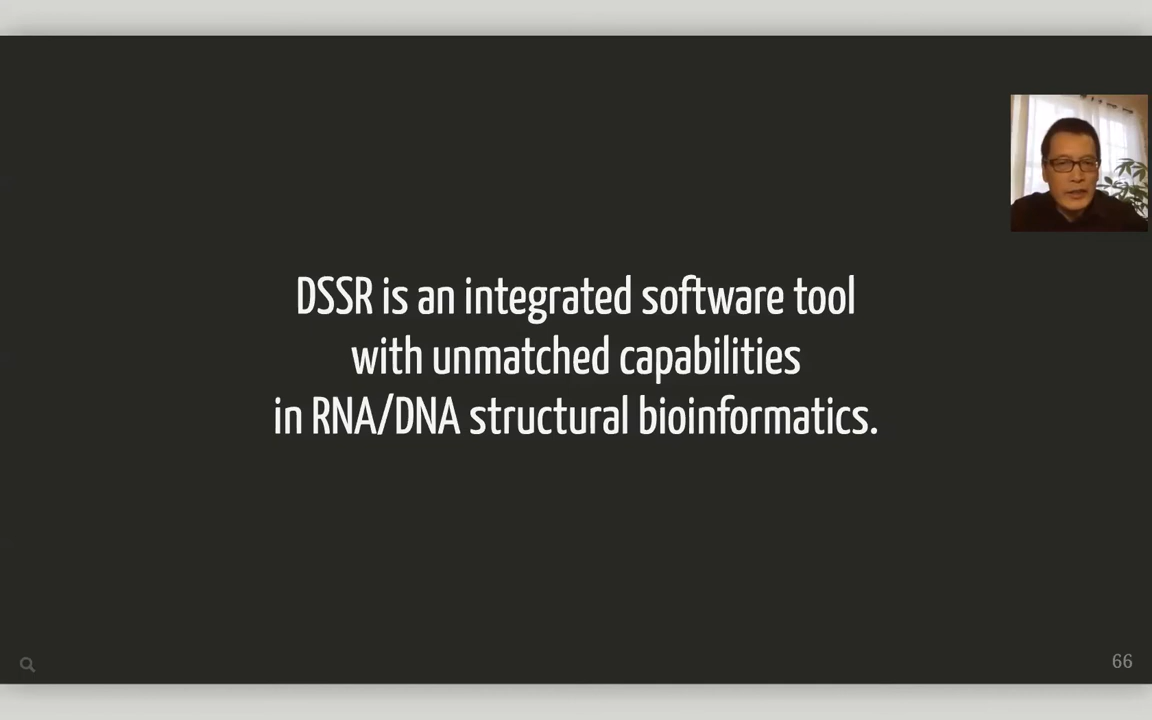 DSSR is an integrated software tool
with unmatched capabilities
in RNA/DNA structural bioinformatics.
66